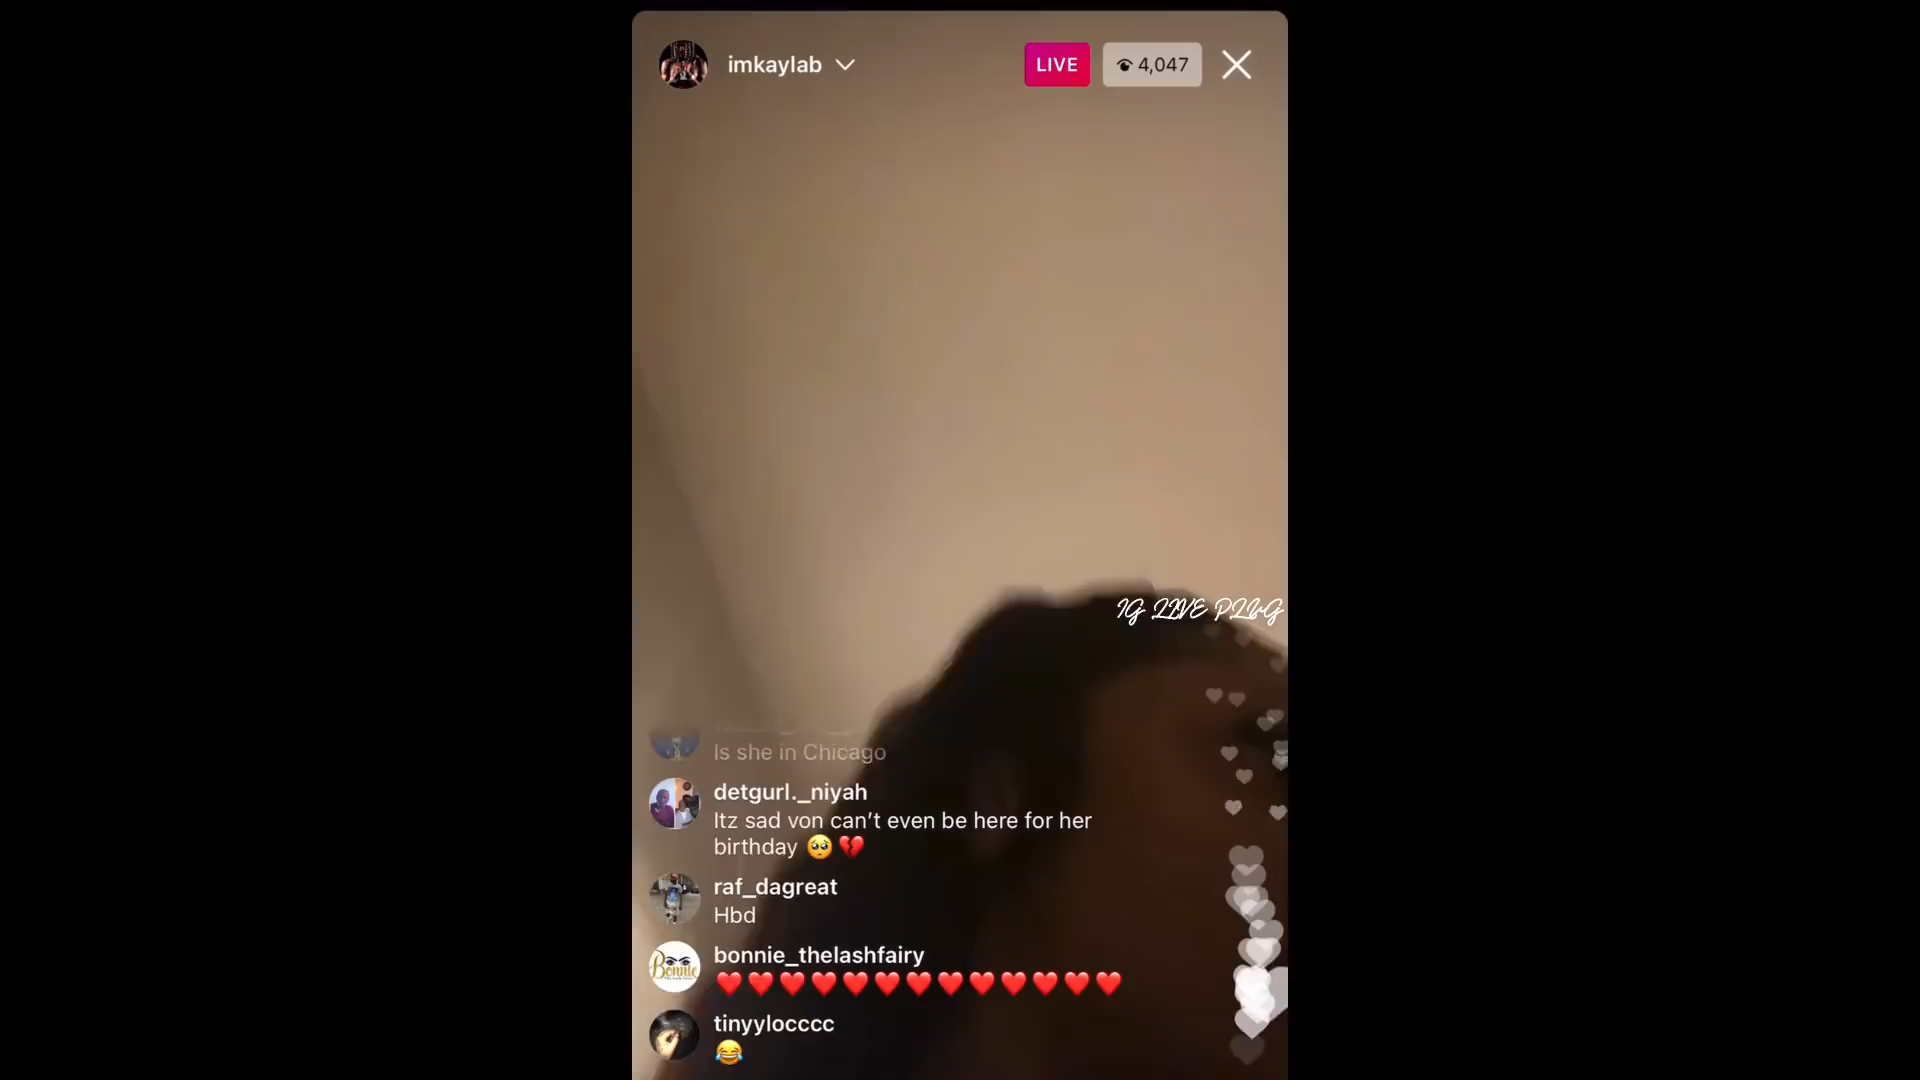 imkaylab
LIVE
4,047
IG LIVE PLUG
Is she in Chicago
detgurl._niyah
Itz sad von can't even be here for her
birthday 🥺💔
raf_dagreat
Hbd
Bonnie
bonnie_thelashfairy
❤️❤️❤️❤️❤️❤️❤️❤️❤️❤️❤️❤️❤️
tinyylocccc
😂